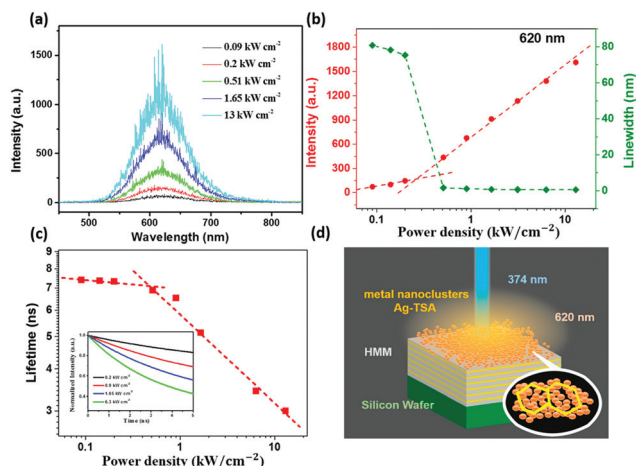 (a)
1500
1000
500
0
Intensity (a.u.)
0.09 kW cm⁻²
0.2 kW cm⁻²
0.51 kW cm⁻²
1.65 kW cm⁻²
13 kW cm⁻²
500 600 700 800
Wavelength (nm)
(b)
620 nm
1800
1500
1200
900
600
300
0
Intensity (a.u.)
80
60
40
20
0
Linewidth (nm)
0.1 1 10
Power density (kW/cm⁻²)
(c)
9
8
7
6
5
4
3
Lifetime (ns)
Normalized Intensity (a.u.)
1.0
0.8
0.6
0.4
0.2 kW cm⁻²
0.9 kW cm⁻²
1.65 kW cm⁻²
6.3 kW cm⁻²
0 1 2 3 4 5
Time (ns)
0.1 1 10
Power density (kW/cm⁻²)
(d)
374 nm
metal nanoclusters
Ag-TSA
620 nm
HMM
Silicon Wafer